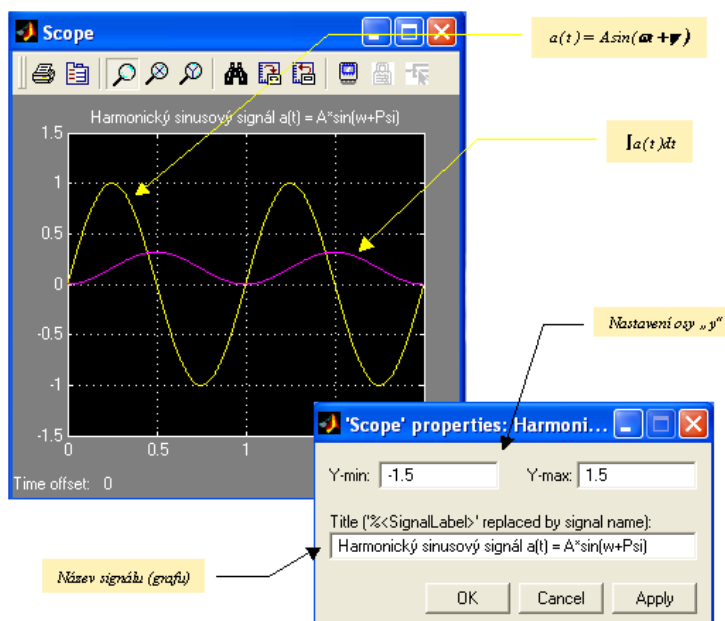 Scope
a(t) = Asin(ωt + ψ)
Harmonický sinusový signál a(t) = A*sin(w+Psi)
∫a(t)dt
1.5
1
0.5
0
-0.5
-1
-1.5
0
0.5
1
Time offset: 0
Nastavení osy „y“
'Scope' properties: Harmoni...
Y-min: -1.5
Y-max: 1.5
Title ('%<SignalLabel>' replaced by signal name):
Harmonický sinusový signál a(t) = A*sin(w+Psi)
Název signálu (grafu)
OK
Cancel
Apply